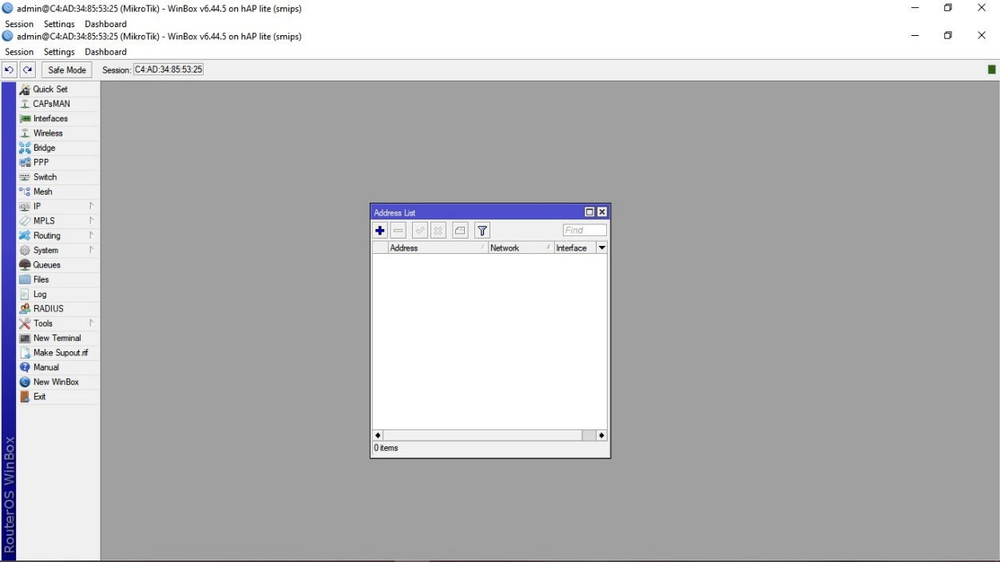 admin@C4:AD:34:85:53:25 (MikroTik) - WinBox v6.44.5 on hAP lite (smips)
Session Settings Dashboard
admin@C4:AD:34:85:53:25 (MikroTik) - WinBox v6.44.5 on hAP lite (smips)
Session Settings Dashboard
Safe Mode Session: C4:AD:34:85:53:25
Quick Set
CAPsMAN
Interfaces
Wireless
Bridge
PPP
Switch
Mesh
IP
MPLS
Routing
System
Queues
Files
Log
RADIUS
Tools
New Terminal
Make Supout.rif
Manual
New WinBox
Exit
RouterOS WinBox
Address List
Find
Address Network Interface
0 items